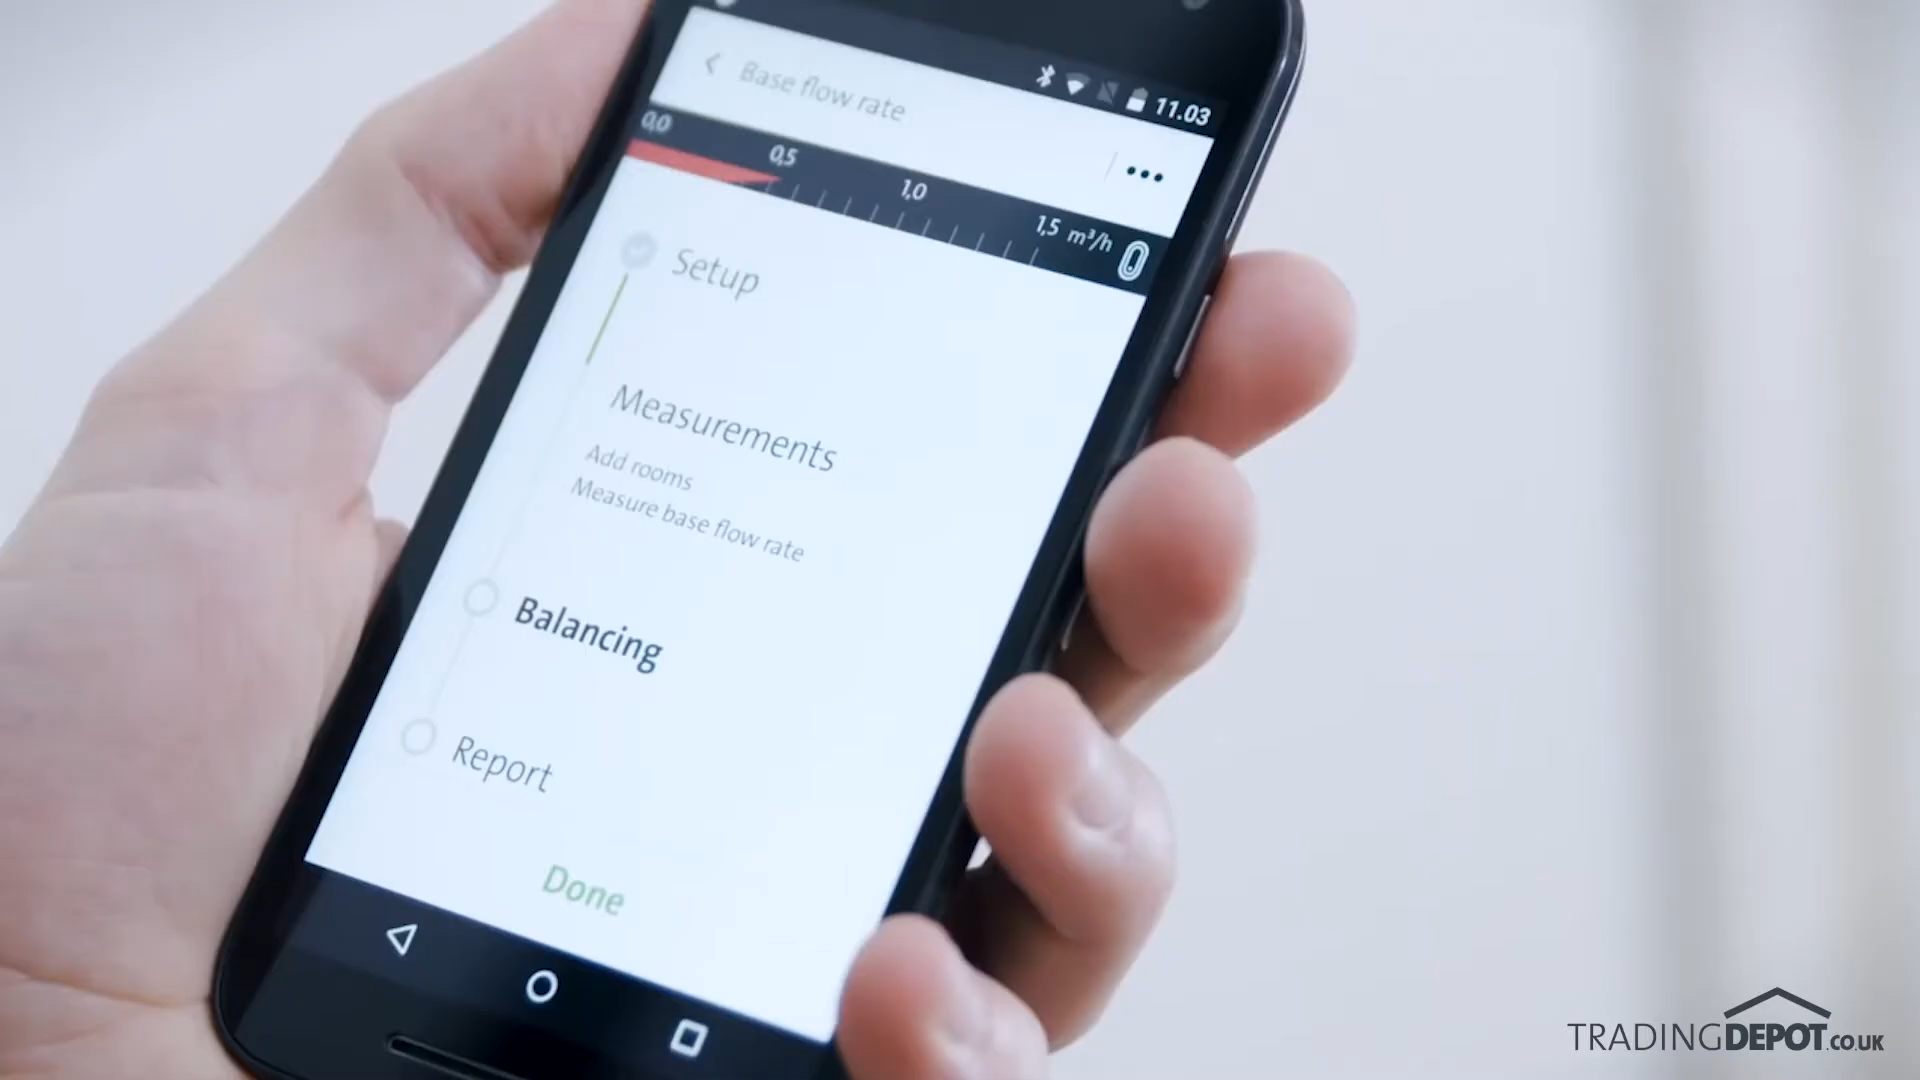 11.03
Base flow rate
0,0 0,5 1,0 1,5 m³/h
Setup
Measurements
Add rooms
Measure base flow rate
Balancing
Report
Done
TRADINGDEPOT.CO.UK